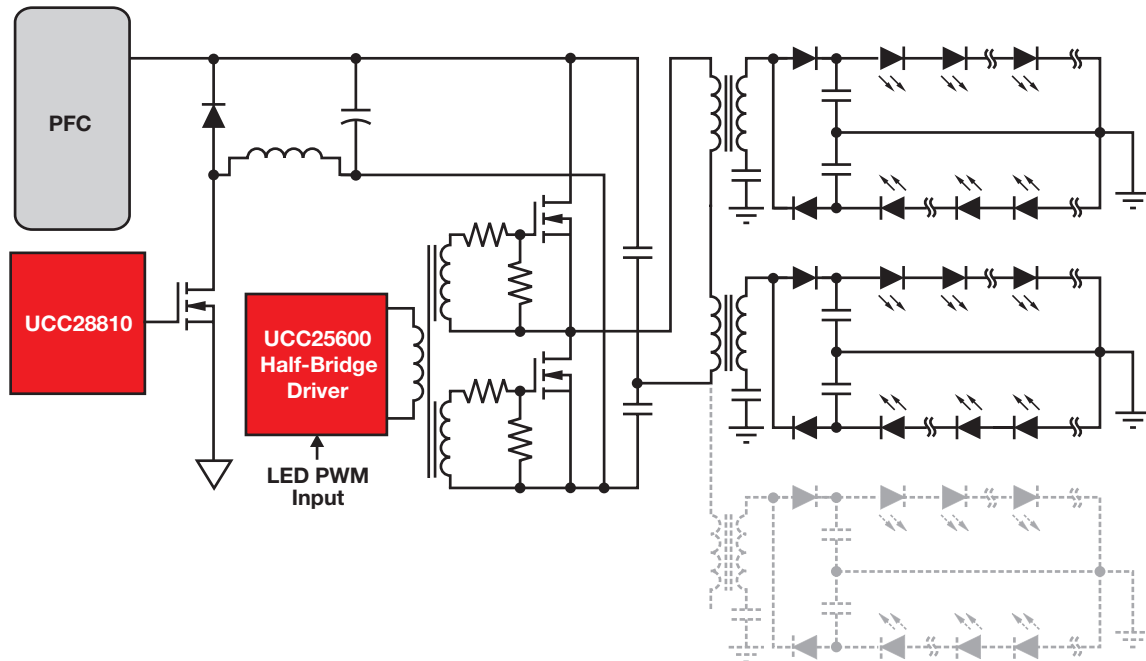 PFC
UCC28810
UCC25600
Half-Bridge
Driver
LED PWM
Input